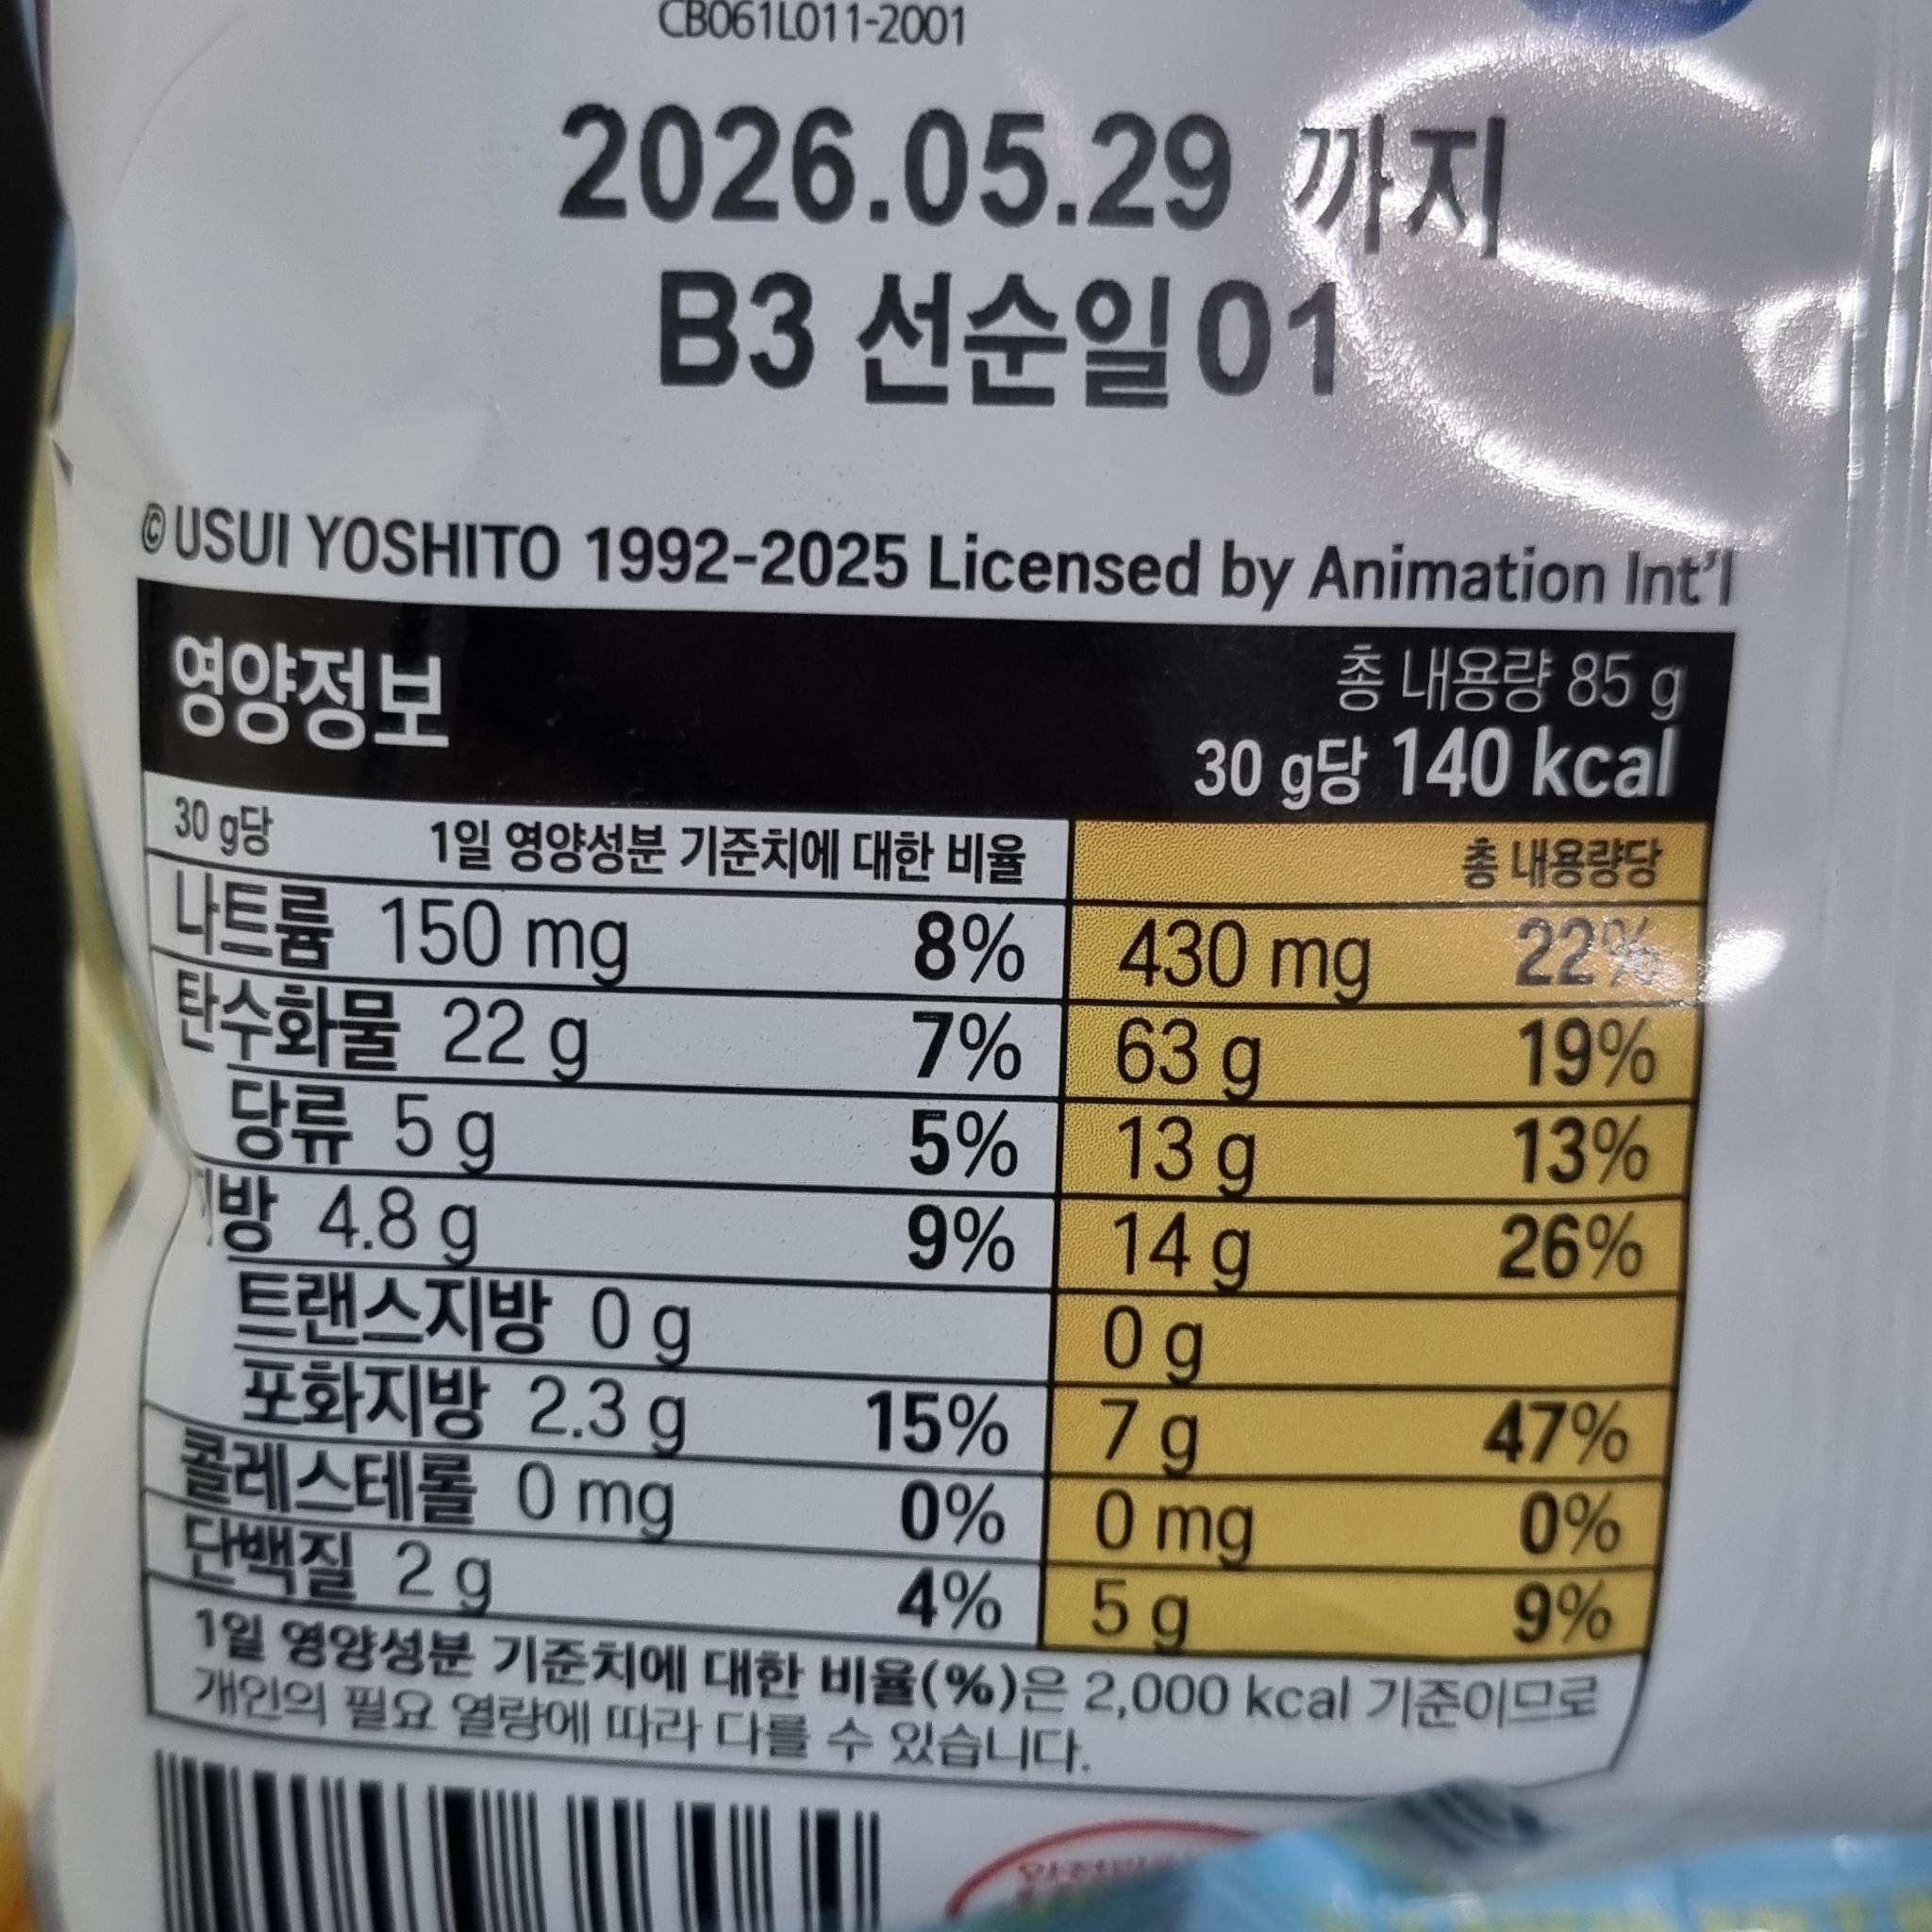 CB061L011-2001
2026.05.29 까지
B3 선순일01
© USUI YOSHITO 1992-2025 Licensed by Animation Int'l
영양정보
총 내용량 85 g
30 g당 140 kcal
30 g당 1일 영양성분 기준치에 대한 비율 총 내용량당
나트륨 150 mg 8% 430 mg 22%
탄수화물 22 g 7% 63 g 19%
당류 5 g 5% 13 g 13%
지방 4.8 g 9% 14 g 26%
트랜스지방 0 g 0 g
포화지방 2.3 g 15% 7 g 47%
콜레스테롤 0 mg 0% 0 mg 0%
단백질 2 g 4% 5 g 9%
1일 영양성분 기준치에 대한 비율(%)은 2,000 kcal 기준이므로
개인의 필요 열량에 따라 다를 수 있습니다.